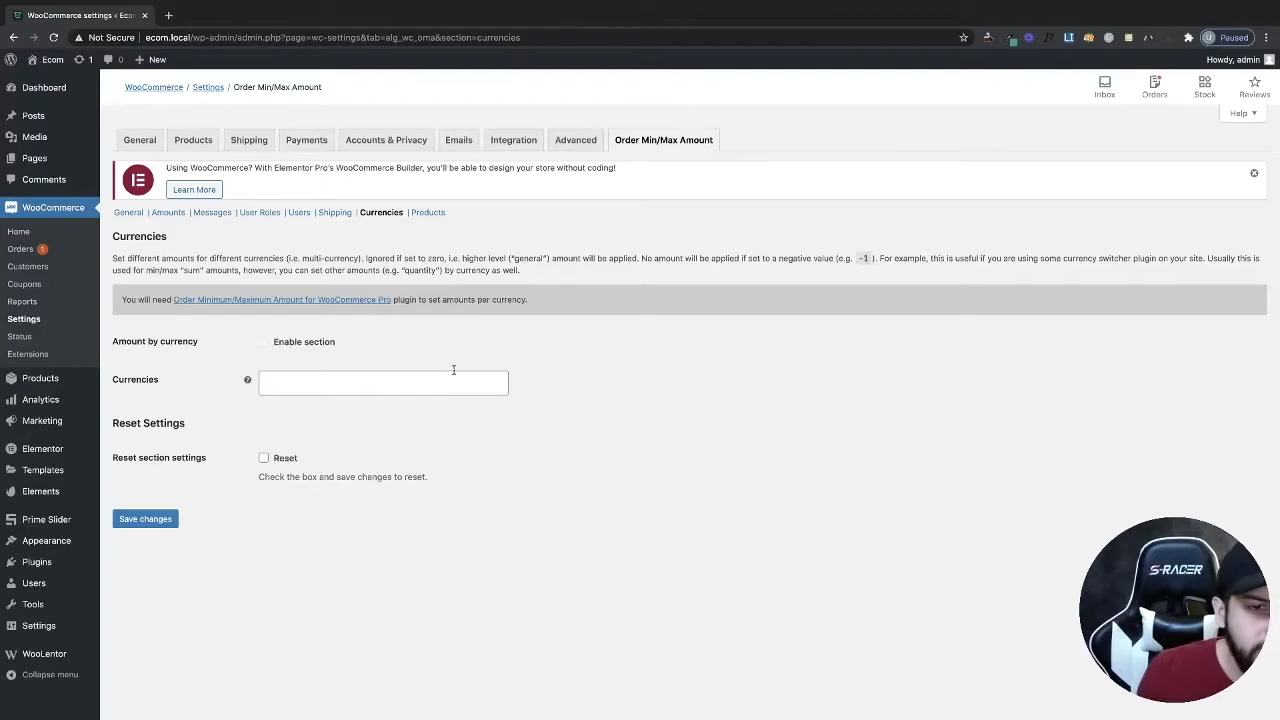 WooCommerce settings ‹ Ecom
Not Secure ecom.local/wp-admin/admin.php?page=wc-settings&tab=alg_wc_oma&section=currencies
Paused
Ecom 1 0 New
Howdy, admin
WooCommerce / Settings / Order Min/Max Amount
Inbox
Orders
Stock
Reviews
Help
Dashboard
Posts
Media
Pages
Comments
WooCommerce
Home
Orders 1
Customers
Coupons
Reports
Settings
Status
Extensions
Products
Analytics
Marketing
Elementor
Templates
Elements
Prime Slider
Appearance
Plugins
Users
Tools
Settings
WooLentor
Collapse menu
General Products Shipping Payments Accounts & Privacy Emails Integration Advanced Order Min/Max Amount
Using WooCommerce? With Elementor Pro's WooCommerce Builder, you'll be able to design your store without coding!
Learn More
General | Amounts | Messages | User Roles | Users | Shipping | Currencies | Products
Currencies
Set different amounts for different currencies (i.e. multi-currency). Ignored if set to zero, i.e. higher level ("general") amount will be applied. No amount will be applied if set to a negative value (e.g. -1 ). For example, this is useful if you are using some currency switcher plugin on your site. Usually this is
used for min/max "sum" amounts, however, you can set other amounts (e.g. "quantity") by currency as well.
You will need Order Minimum/Maximum Amount for WooCommerce Pro plugin to set amounts per currency.
Amount by currency Enable section
Currencies
Reset Settings
Reset section settings Reset
Check the box and save changes to reset.
Save changes
S-RACER